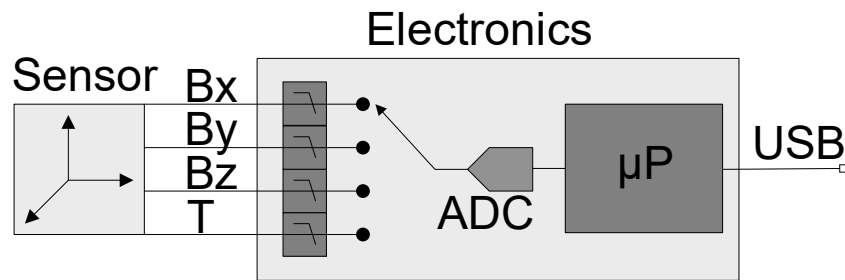 Electronics
Sensor
Bx
By
Bz
T
ADC
µP
USB